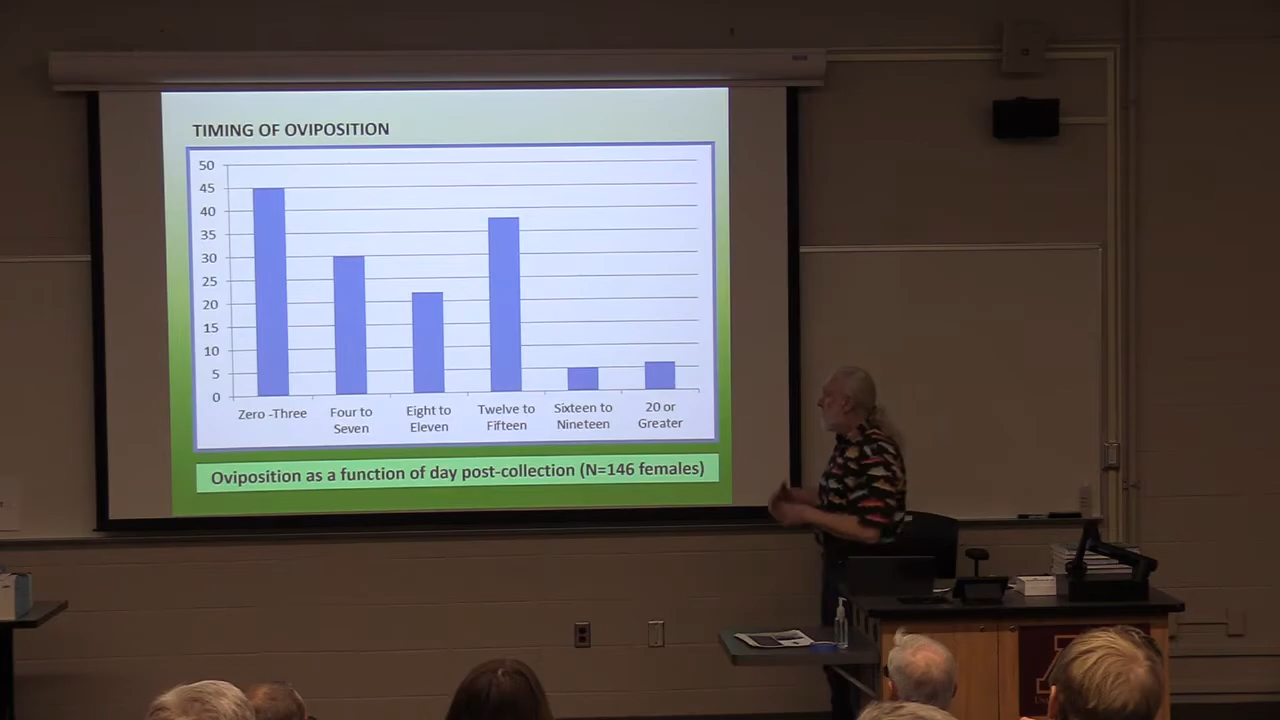 TIMING OF OVIPOSITION
50
45
40
35
30
25
20
15
10
5
0
Zero -Three
Four to
Seven
Eight to
Eleven
Twelve to
Fifteen
Sixteen to
Nineteen
20 or
Greater
Oviposition as a function of day post-collection (N=146 females)